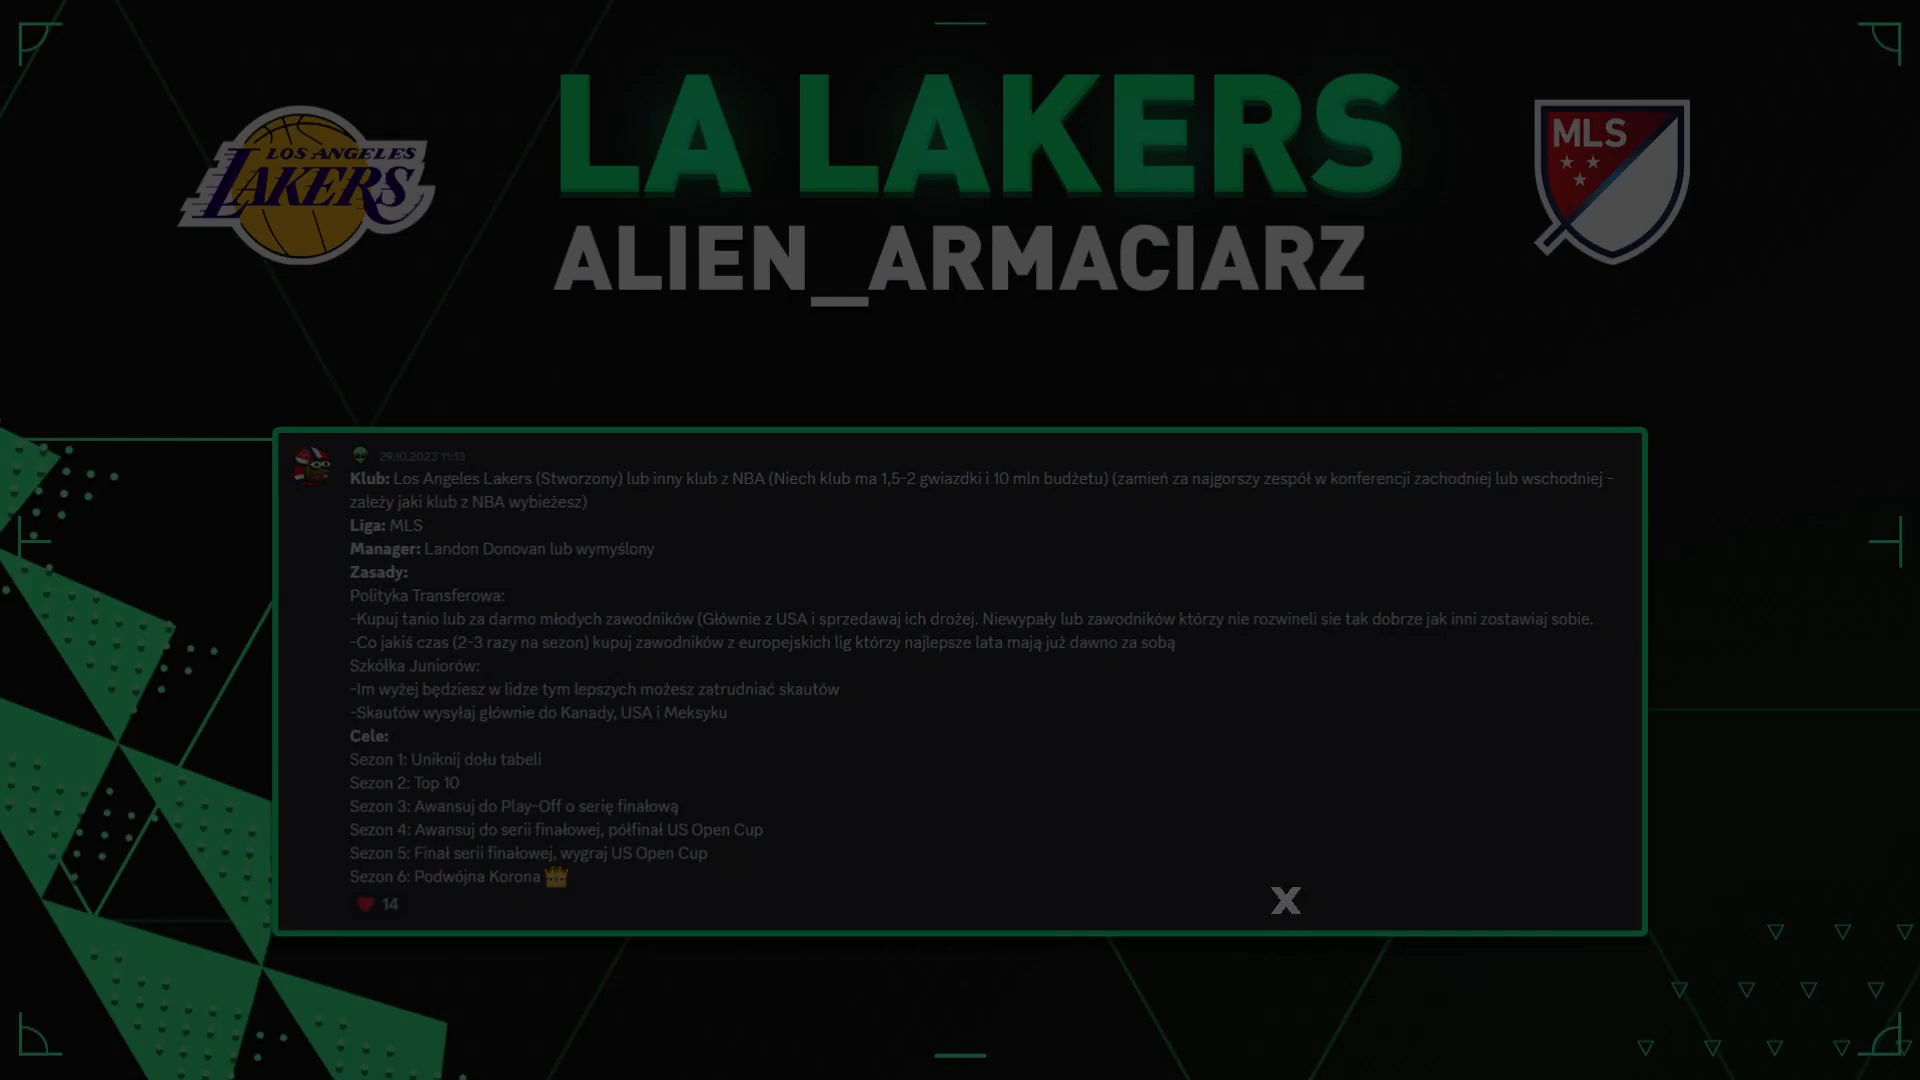 LA LAKERS
LOS ANGELES
LAKERS
MLS
ALIEN_ARMACIARZ
29.10.2023 11:13
Klub: Los Angeles Lakers (Stworzony) lub inny klub z NBA (Niech klub ma 1,5-2 gwiazdki i 10 mln budżetu) (zamień za najgorszy zespół w konferencji zachodniej lub wschodniej -
zależy jaki klub z NBA wybieżesz)
Liga: MLS
Manager: Landon Donovan lub wymyślony
Zasady:
Polityka Transferowa:
-Kupuj tanio lub za darmo młodych zawodników (Głównie z USA i sprzedawaj ich drożej. Niewypały lub zawodników którzy nie rozwineli sie tak dobrze jak inni zostawiaj sobie.
-Co jakiś czas (2-3 razy na sezon) kupuj zawodników z europejskich lig którzy najlepsze lata mają już dawno za sobą
Szkółka Juniorów:
-Im wyżej będziesz w lidze tym lepszych możesz zatrudniać skautów
-Skautów wysyłaj głównie do Kanady, USA i Meksyku
Cele:
Sezon 1: Uniknij dołu tabeli
Sezon 2: Top 10
Sezon 3: Awansuj do Play-Off o serię finałową
Sezon 4: Awansuj do serii finałowej, półfinał US Open Cup
Sezon 5: Finał serii finałowej, wygraj US Open Cup
Sezon 6: Podwójna Korona
14
X